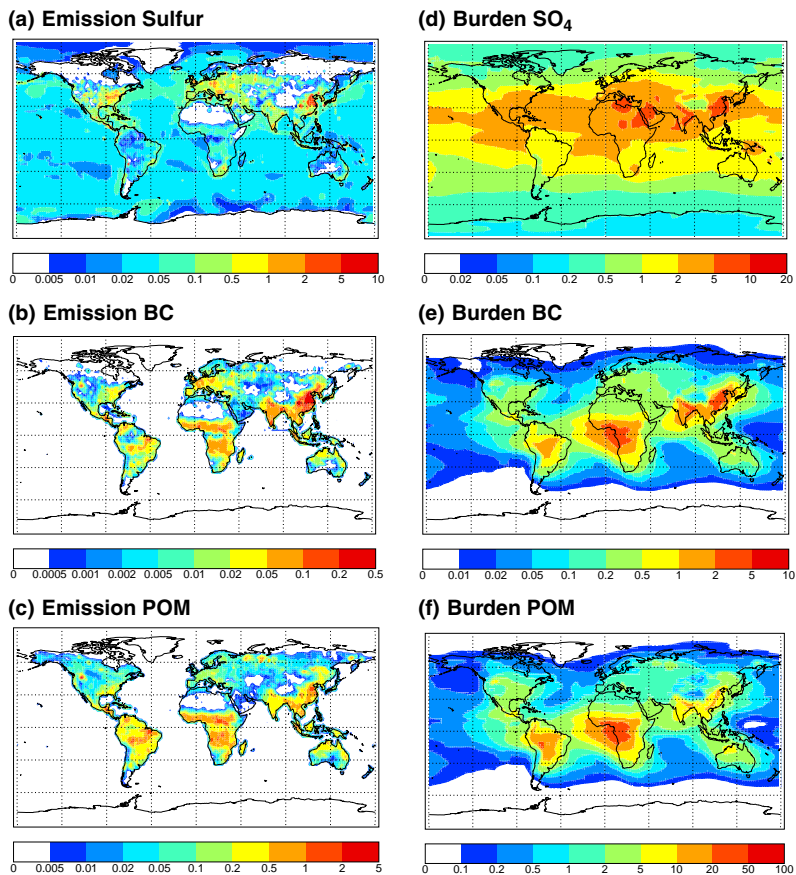 (a) Emission Sulfur
0 0.005 0.01 0.02 0.05 0.1 0.5 1 2 5 10
(b) Emission BC
0 0.0005 0.001 0.002 0.005 0.01 0.02 0.05 0.1 0.2 0.5
(c) Emission POM
0 0.005 0.01 0.02 0.05 0.1 0.2 0.5 1 2 5
(d) Burden SO₄
0 0.02 0.05 0.1 0.2 0.5 1 2 5 10 20
(e) Burden BC
0 0.01 0.02 0.05 0.1 0.2 0.5 1 2 5 10
(f) Burden POM
0 0.1 0.2 0.5 1 2 5 10 20 50 100